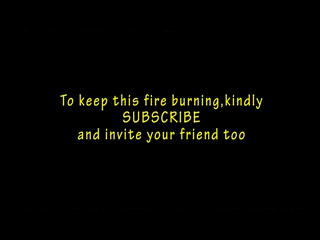 To keep this fire burning,kindly
SUBSCRIBE
and invite your friend too